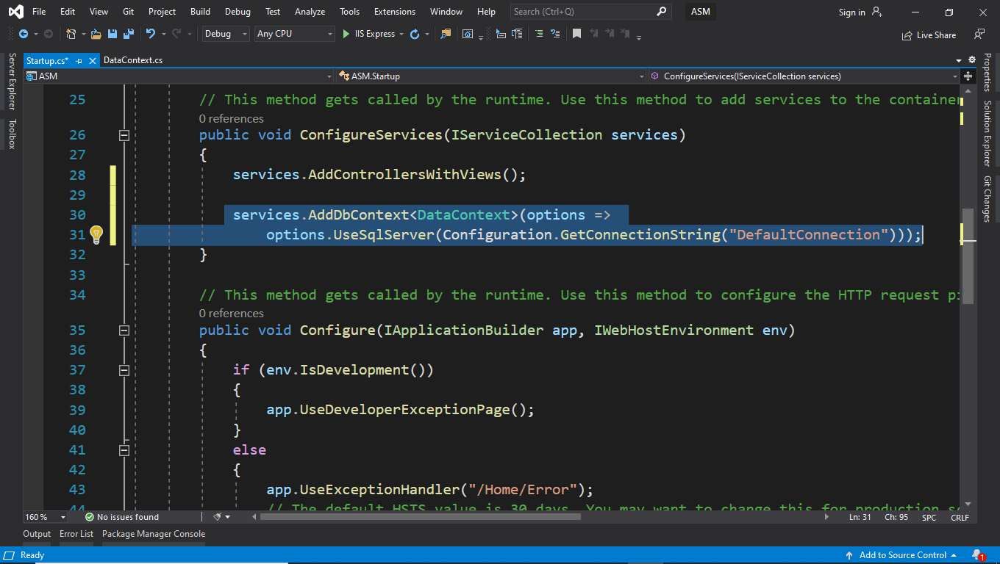 File Edit View Git Project Build Debug Test Analyze Tools Extensions Window Help Search (Ctrl+Q) ASM Sign in
Debug Any CPU IIS Express Live Share
Startup.cs* DataContext.cs
ASM ASM.Startup ConfigureServices(IServiceCollection services)
Server Explorer
Toolbox
Properties
Solution Explorer
Git Changes
25 // This method gets called by the runtime. Use this method to add services to the container
0 references
26 public void ConfigureServices(IServiceCollection services)
27 {
28 services.AddControllersWithViews();
29
30 services.AddDbContext<DataContext>(options =>
31 options.UseSqlServer(Configuration.GetConnectionString("DefaultConnection")));
32 }
33
34 // This method gets called by the runtime. Use this method to configure the HTTP request pi
0 references
35 public void Configure(IApplicationBuilder app, IWebHostEnvironment env)
36 {
37 if (env.IsDevelopment())
38 {
39 app.UseDeveloperExceptionPage();
40 }
41 else
42 {
43 app.UseExceptionHandler("/Home/Error");
44 // The default HSTS value is 30 days. You may want to change this for production sc
160 % No issues found Ln: 31 Ch: 95 SPC CRLF
Output Error List Package Manager Console
Ready Add to Source Control 1